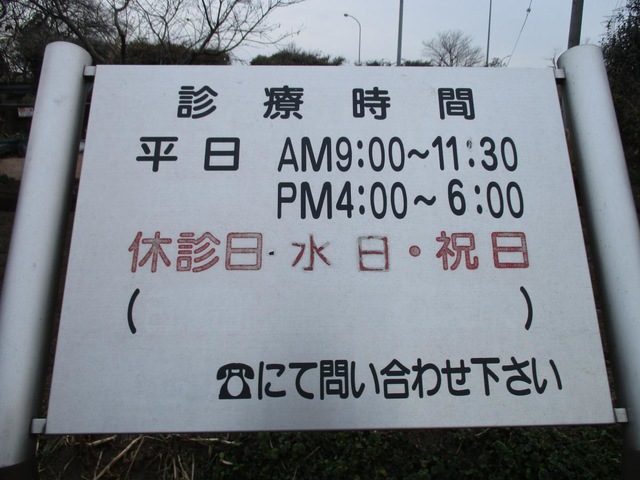 診療時間
平日 AM9:00~11:30
PM4:00~6:00
休診日・水日・祝日
( )
☎にて問い合わせ下さい